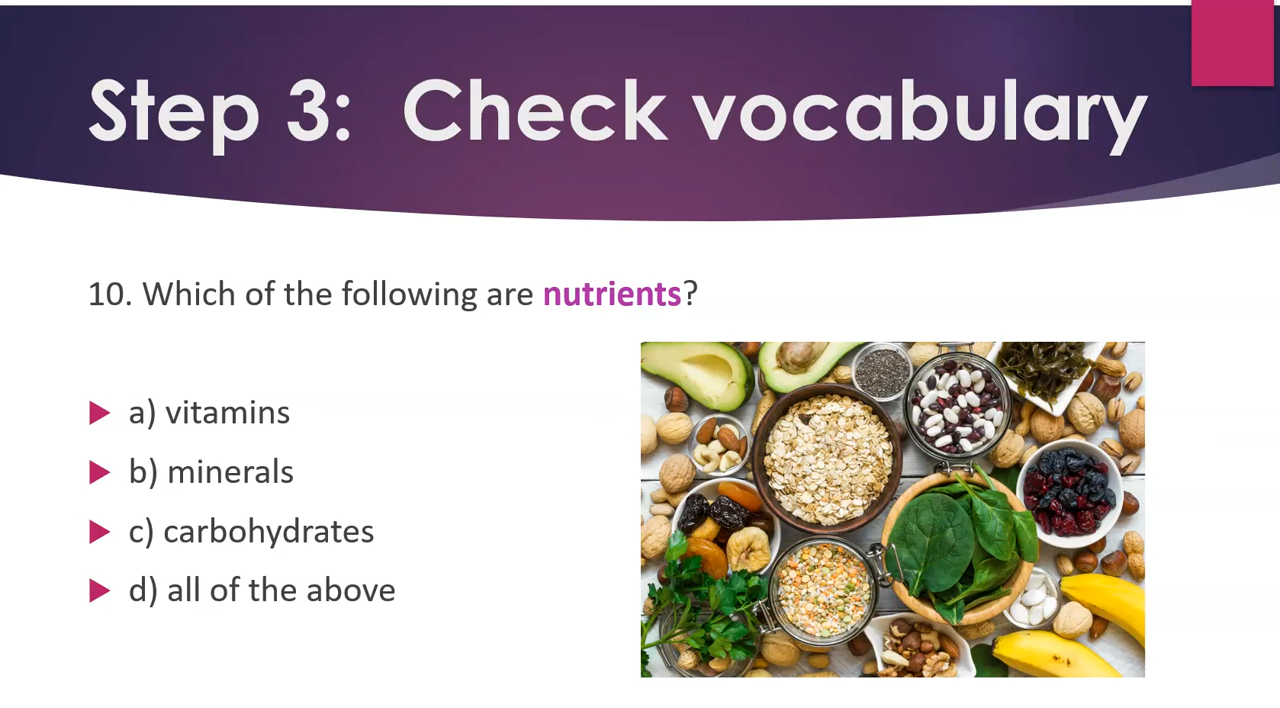 Step 3: Check vocabulary
10. Which of the following are nutrients?
a) vitamins
b) minerals
c) carbohydrates
d) all of the above